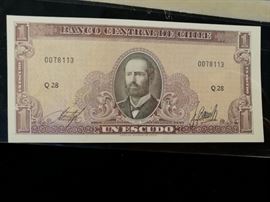 1 BANCO CENTRAL DE CHILE 1
0078113 0078113
Q 28 Q 28
1 UN ESCUDO 1